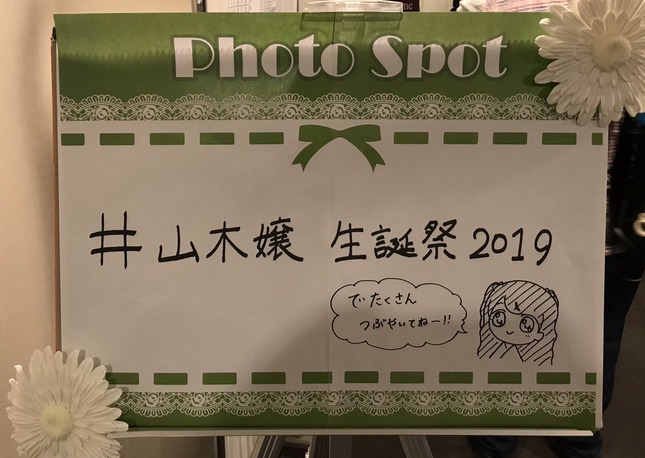 Photo Spot
#山木嬢 生誕祭2019
でたくさん
つぶやいてねー!!